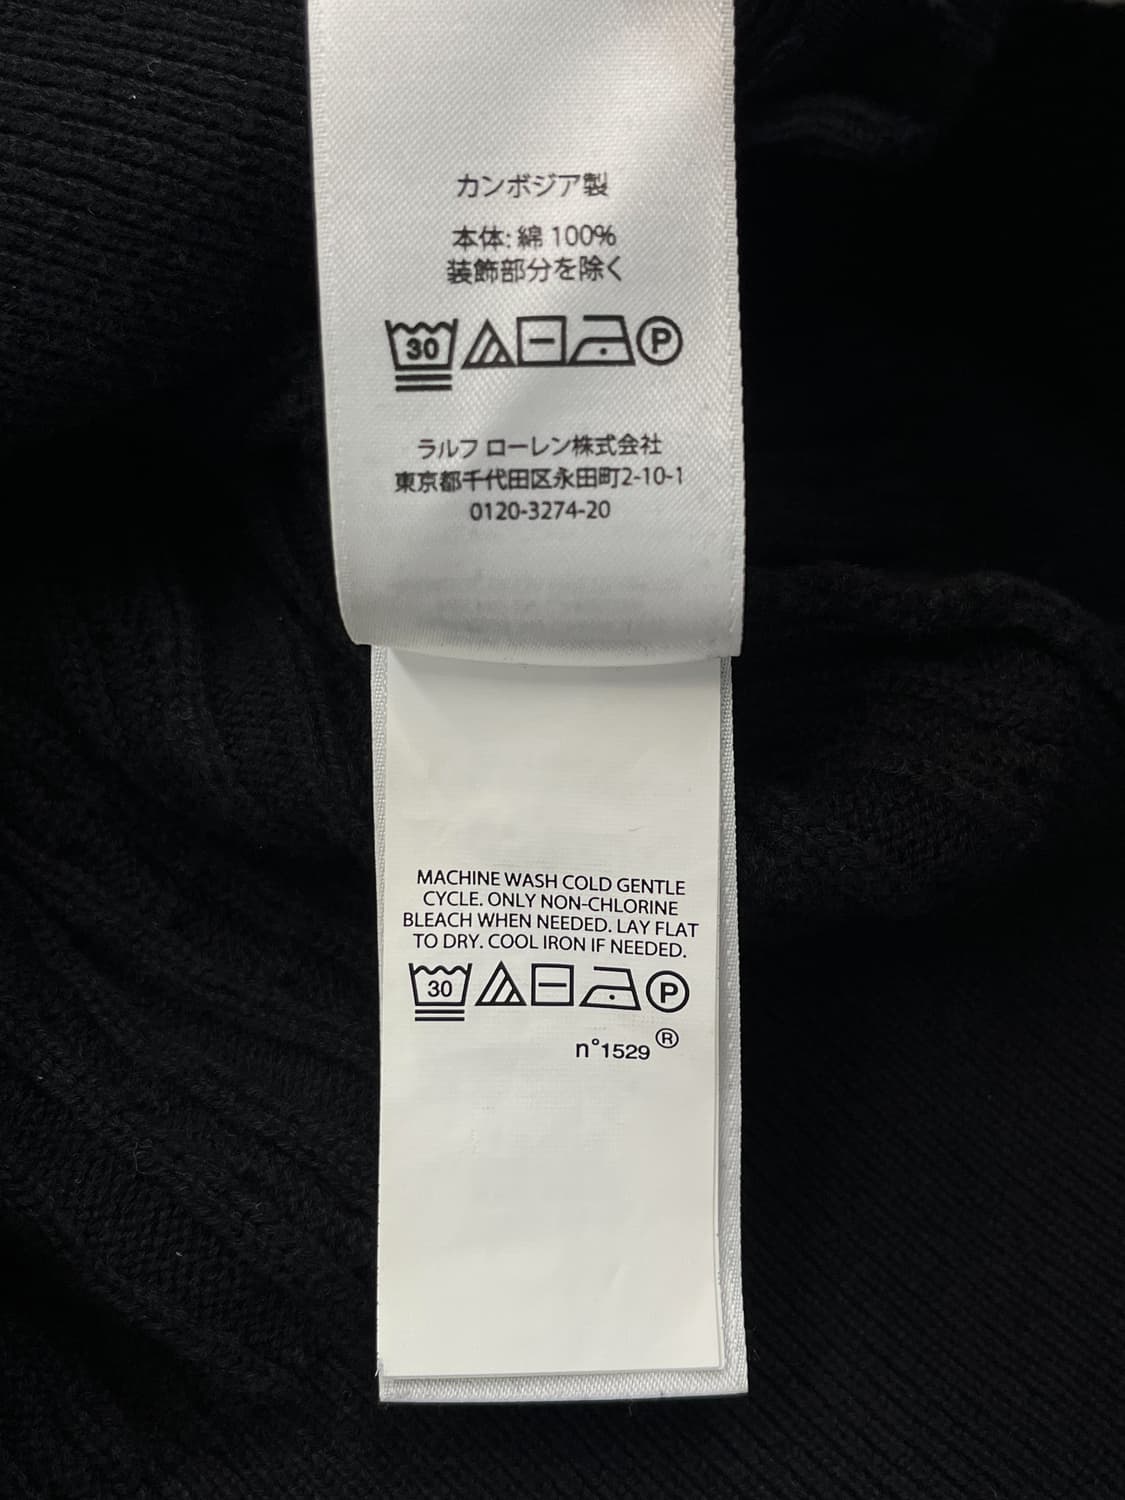 カンボジア製
本体: 綿 100%
装飾部分を除く
30 P
ラルフ ローレン株式会社
東京都千代田区永田町2-10-1
0120-3274-20
MACHINE WASH COLD GENTLE
CYCLE. ONLY NON-CHLORINE
BLEACH WHEN NEEDED. LAY FLAT
TO DRY. COOL IRON IF NEEDED.
30 P
n°1529 ®